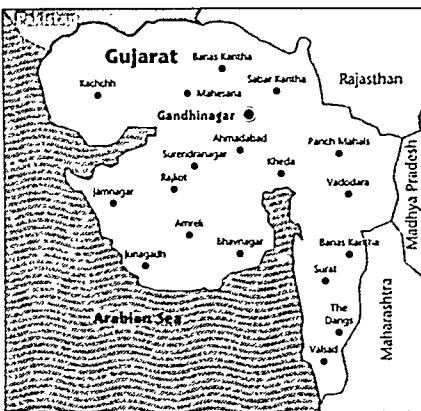 Pakistan
Gujarat
Banas Kantha
Rajasthan
Kachchh
Mahesana
Sabar Kantha
Gandhinagar
Ahmadabad
Panch Mahals
Surendranagar
Kheda
Rajkot
Vadodara
Jamnagar
Madhya Pradesh
Amreli
Bhavnagar
Banas Kantha
Junagadh
Surat
Arabian Sea
The
Dangs
Maharashtra
Valsad